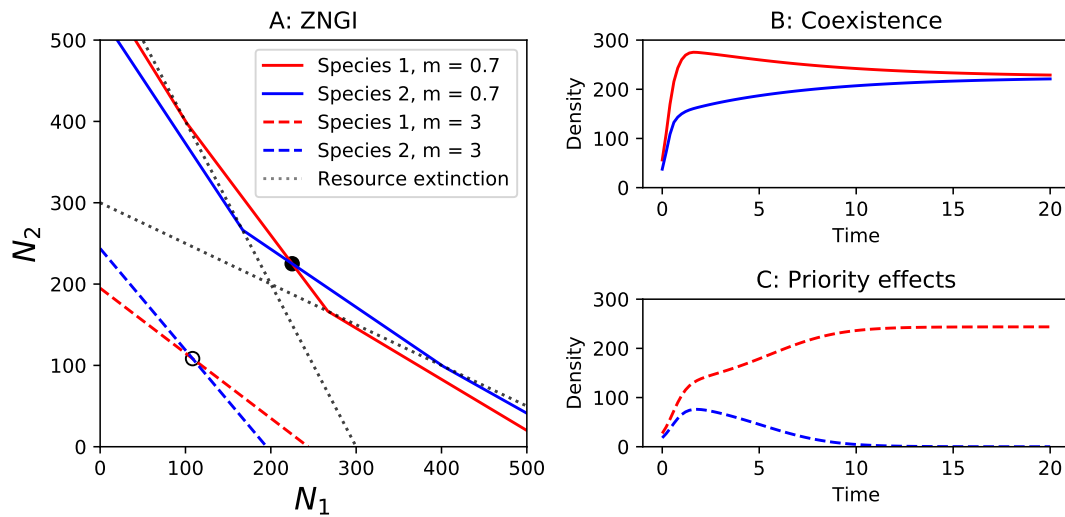 A: ZNGI
500
400
300
200
100
0
N₂
0 100 200 300 400 500
N₁
Species 1, m = 0.7
Species 2, m = 0.7
Species 1, m = 3
Species 2, m = 3
Resource extinction
B: Coexistence
300
200
100
0
Density
0 5 10 15 20
Time
C: Priority effects
300
200
100
0
Density
0 5 10 15 20
Time